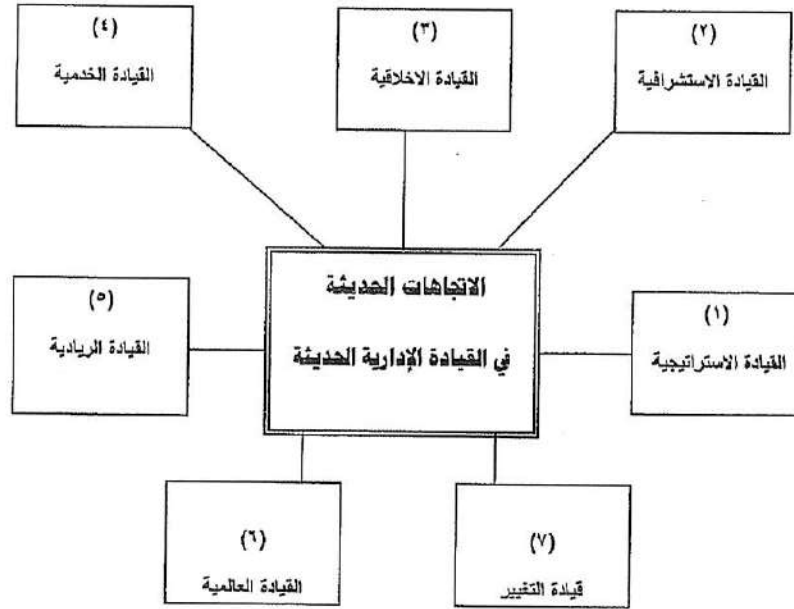 (٤)
القيادة الخدمية
(٣)
القيادة الاخلاقية
(٢)
القيادة الاستشرافية
الاتجاهات الحديثة
في القيادة الإدارية الحديثة
(٥)
القيادة الريادية
(١)
القيادة الاستراتيجية
(٦)
القيادة العالمية
(٧)
قيادة التغيير